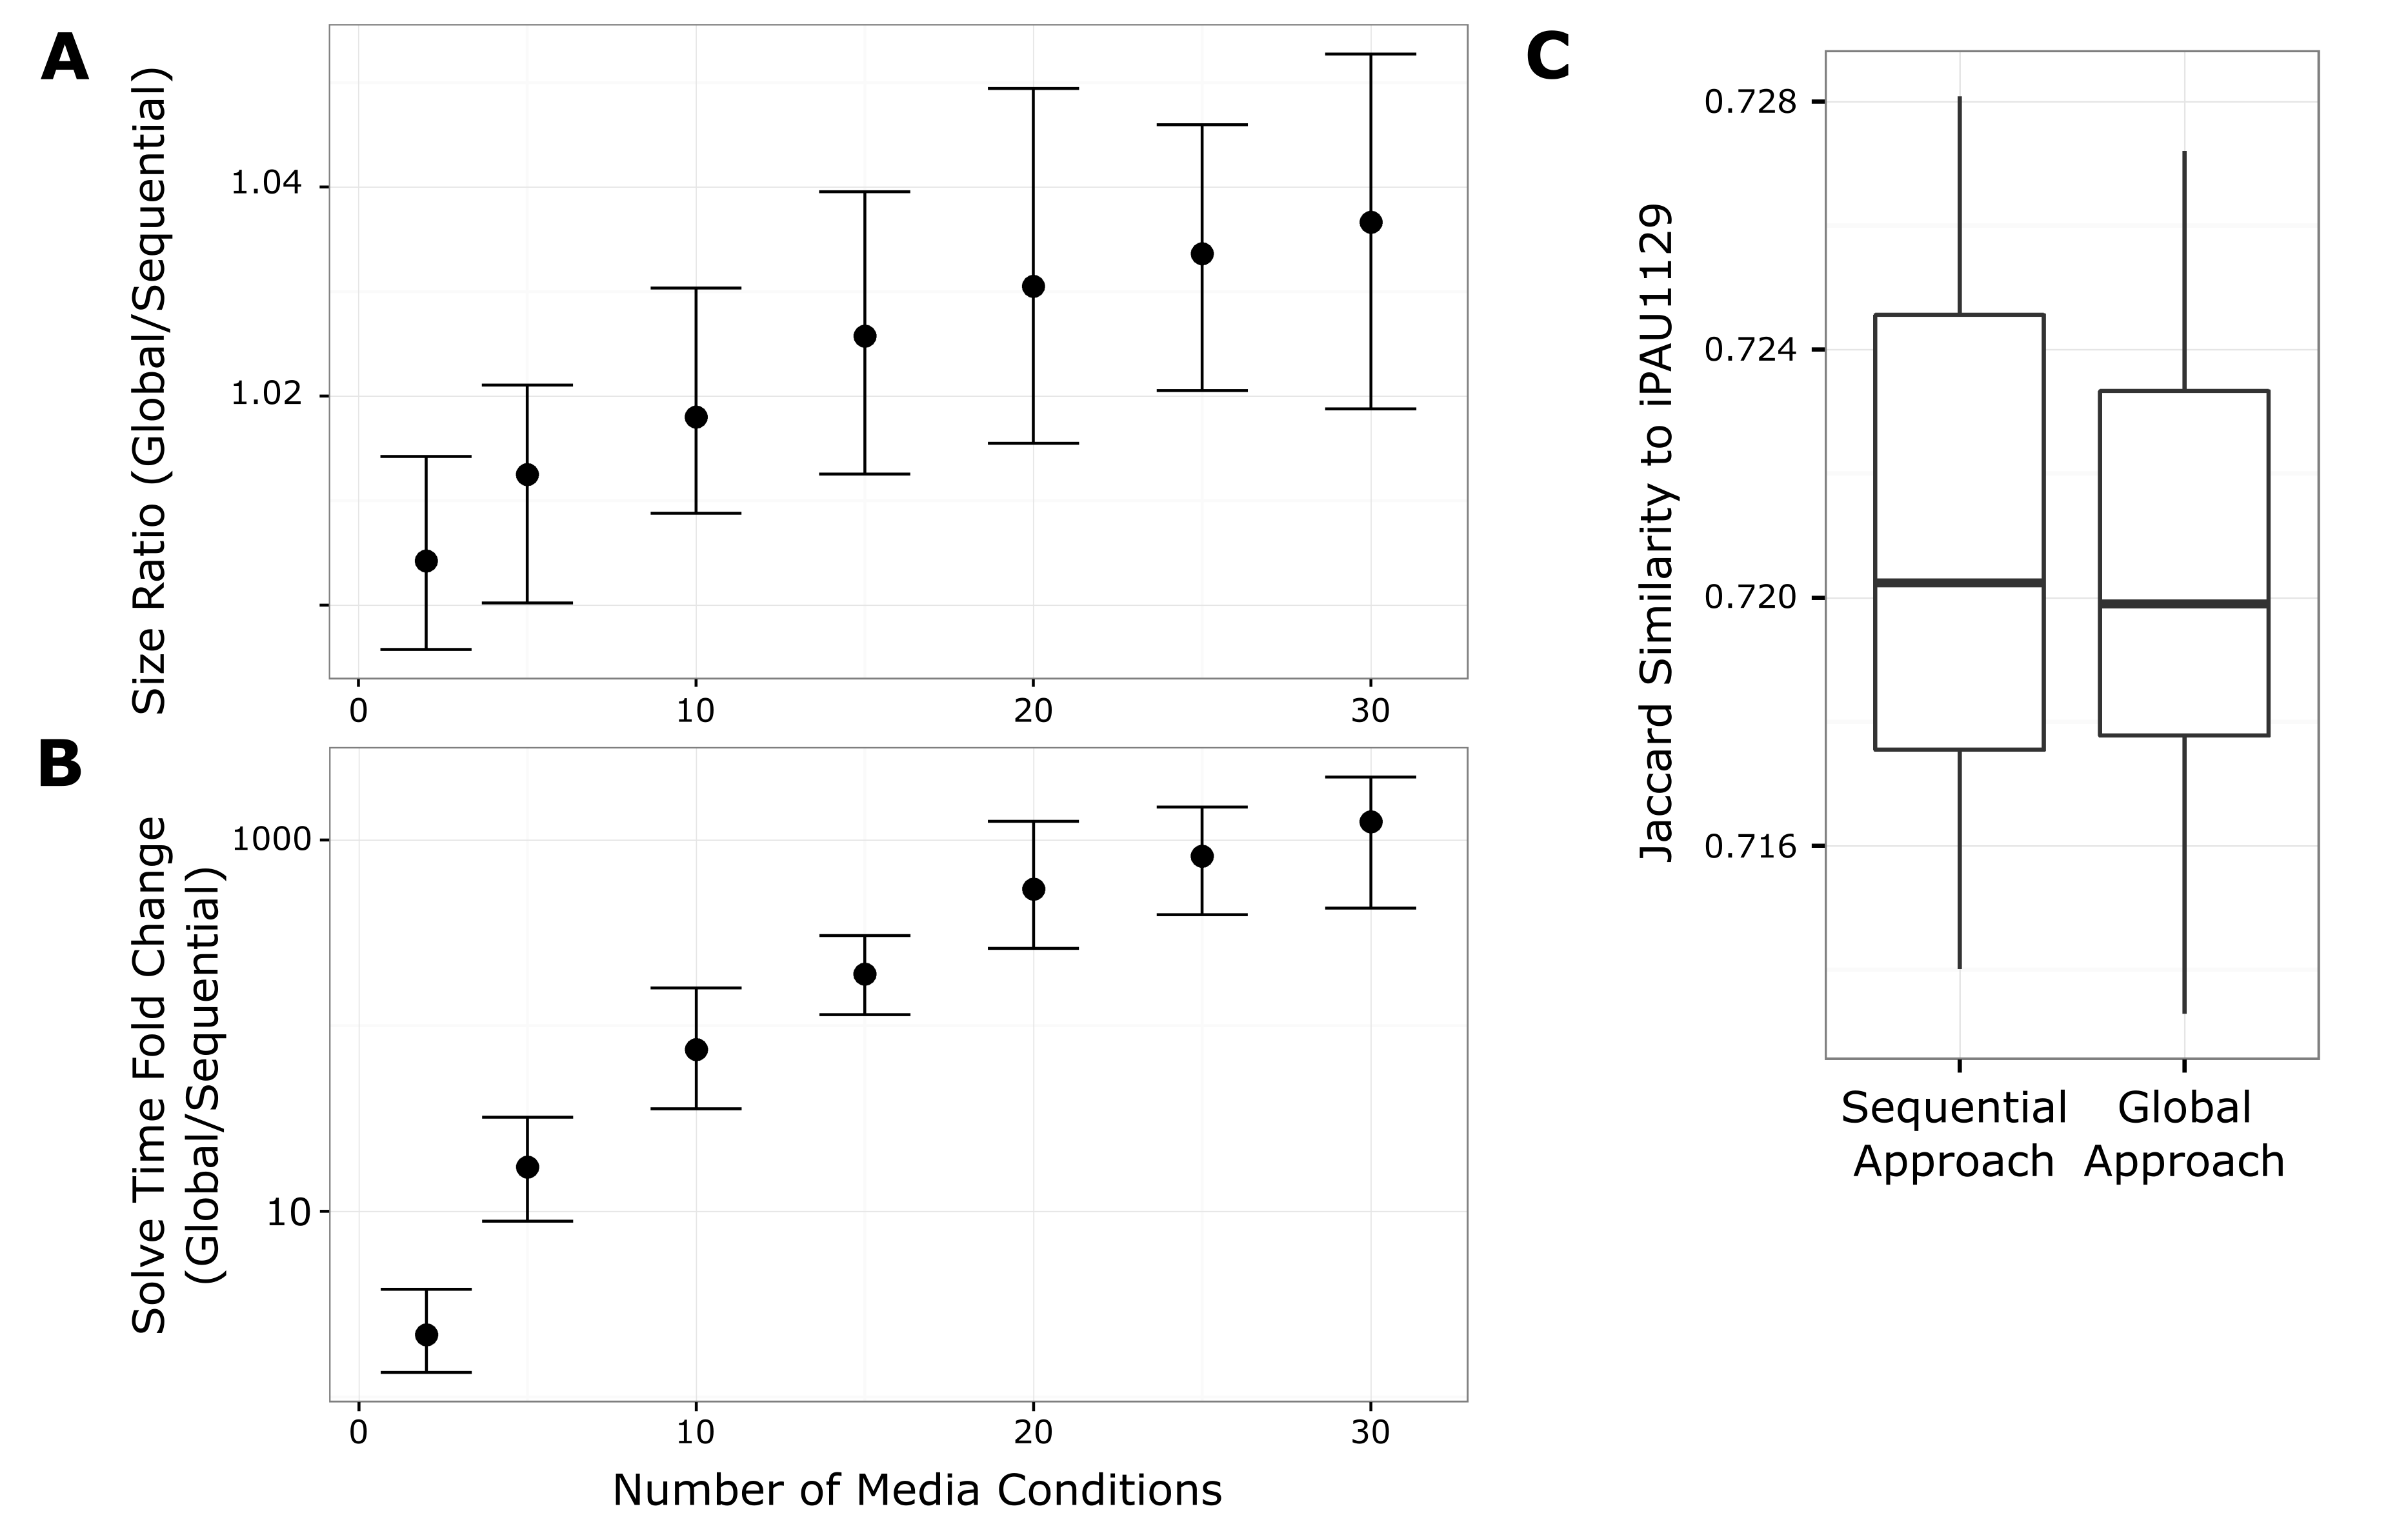 A
Size Ratio (Global/Sequential)
1.04
1.02
0 10 20 30
B
Solve Time Fold Change
(Global/Sequential)
1000
10
0 10 20 30
Number of Media Conditions
C
Jaccard Similarity to iPAU1129
0.728
0.724
0.720
0.716
Sequential
Approach
Global
Approach